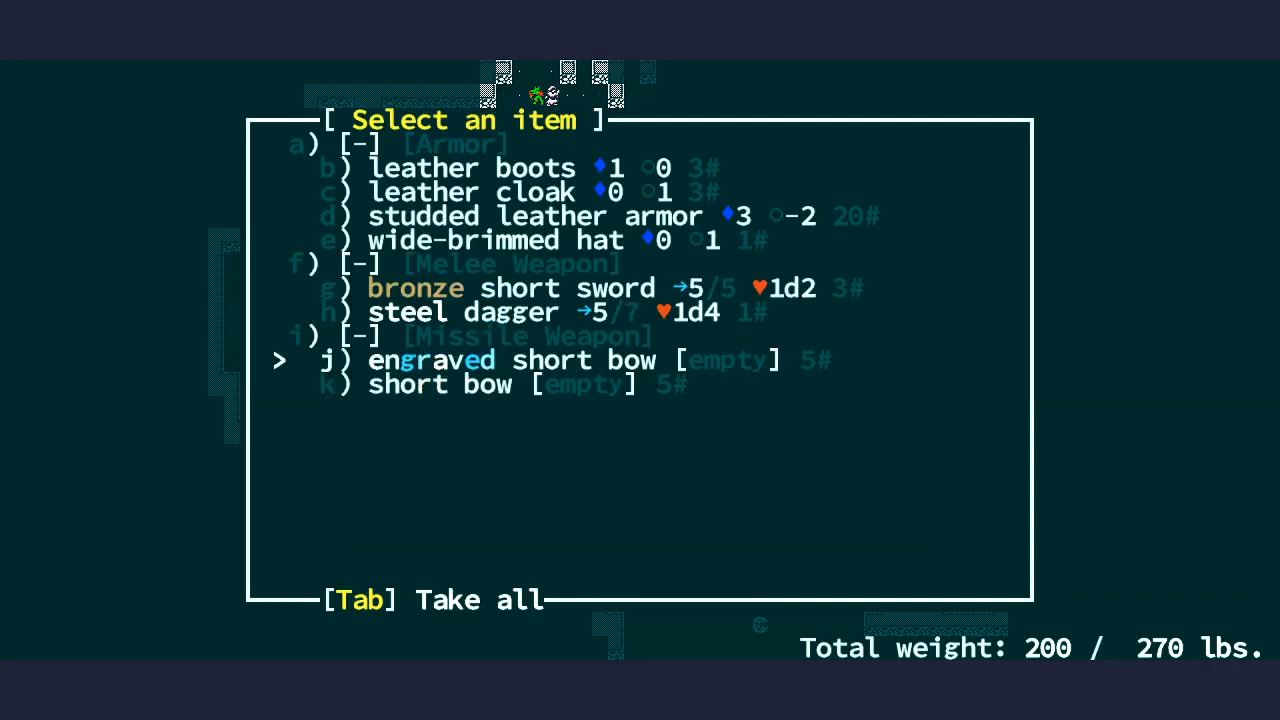 [ Select an item ]
a) [-] [Armor]
b) leather boots ♦1 ○0 3#
c) leather cloak ♦0 ○1 3#
d) studded leather armor ♦3 ○-2 20#
e) wide-brimmed hat ♦0 ○1 1#
f) [-] [Melee Weapon]
g) bronze short sword →5/5 ♥1d2 3#
h) steel dagger →5/7 ♥1d4 1#
i) [-] [Missile Weapon]
> j) engraved short bow [empty] 5#
k) short bow [empty] 5#
[Tab] Take all
Total weight: 200 / 270 lbs.